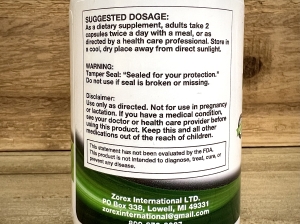 SUGGESTED DOSAGE:
As a dietary supplement, adults take 2
capsules twice a day with a meal, or as
directed by a health care professional. Store in
a cool, dry place away from direct sunlight.
WARNING:
Tamper Seal: "Sealed for your protection."
Do not use if seal is broken or missing.
Disclaimer:
Use only as directed. Not for use in pregnancy
or lactation. If you have a medical condition,
see your doctor or health care provider before
using this product. Keep this and all other
medications out of the reach of children.
This statement has not been evaluated by the FDA.
This product is not intended to diagnose, treat, cure, or
prevent any disease.
Zorex International LTD.
PO Box 338, Lowell, MI 49331
zorexinternational@gmail.com